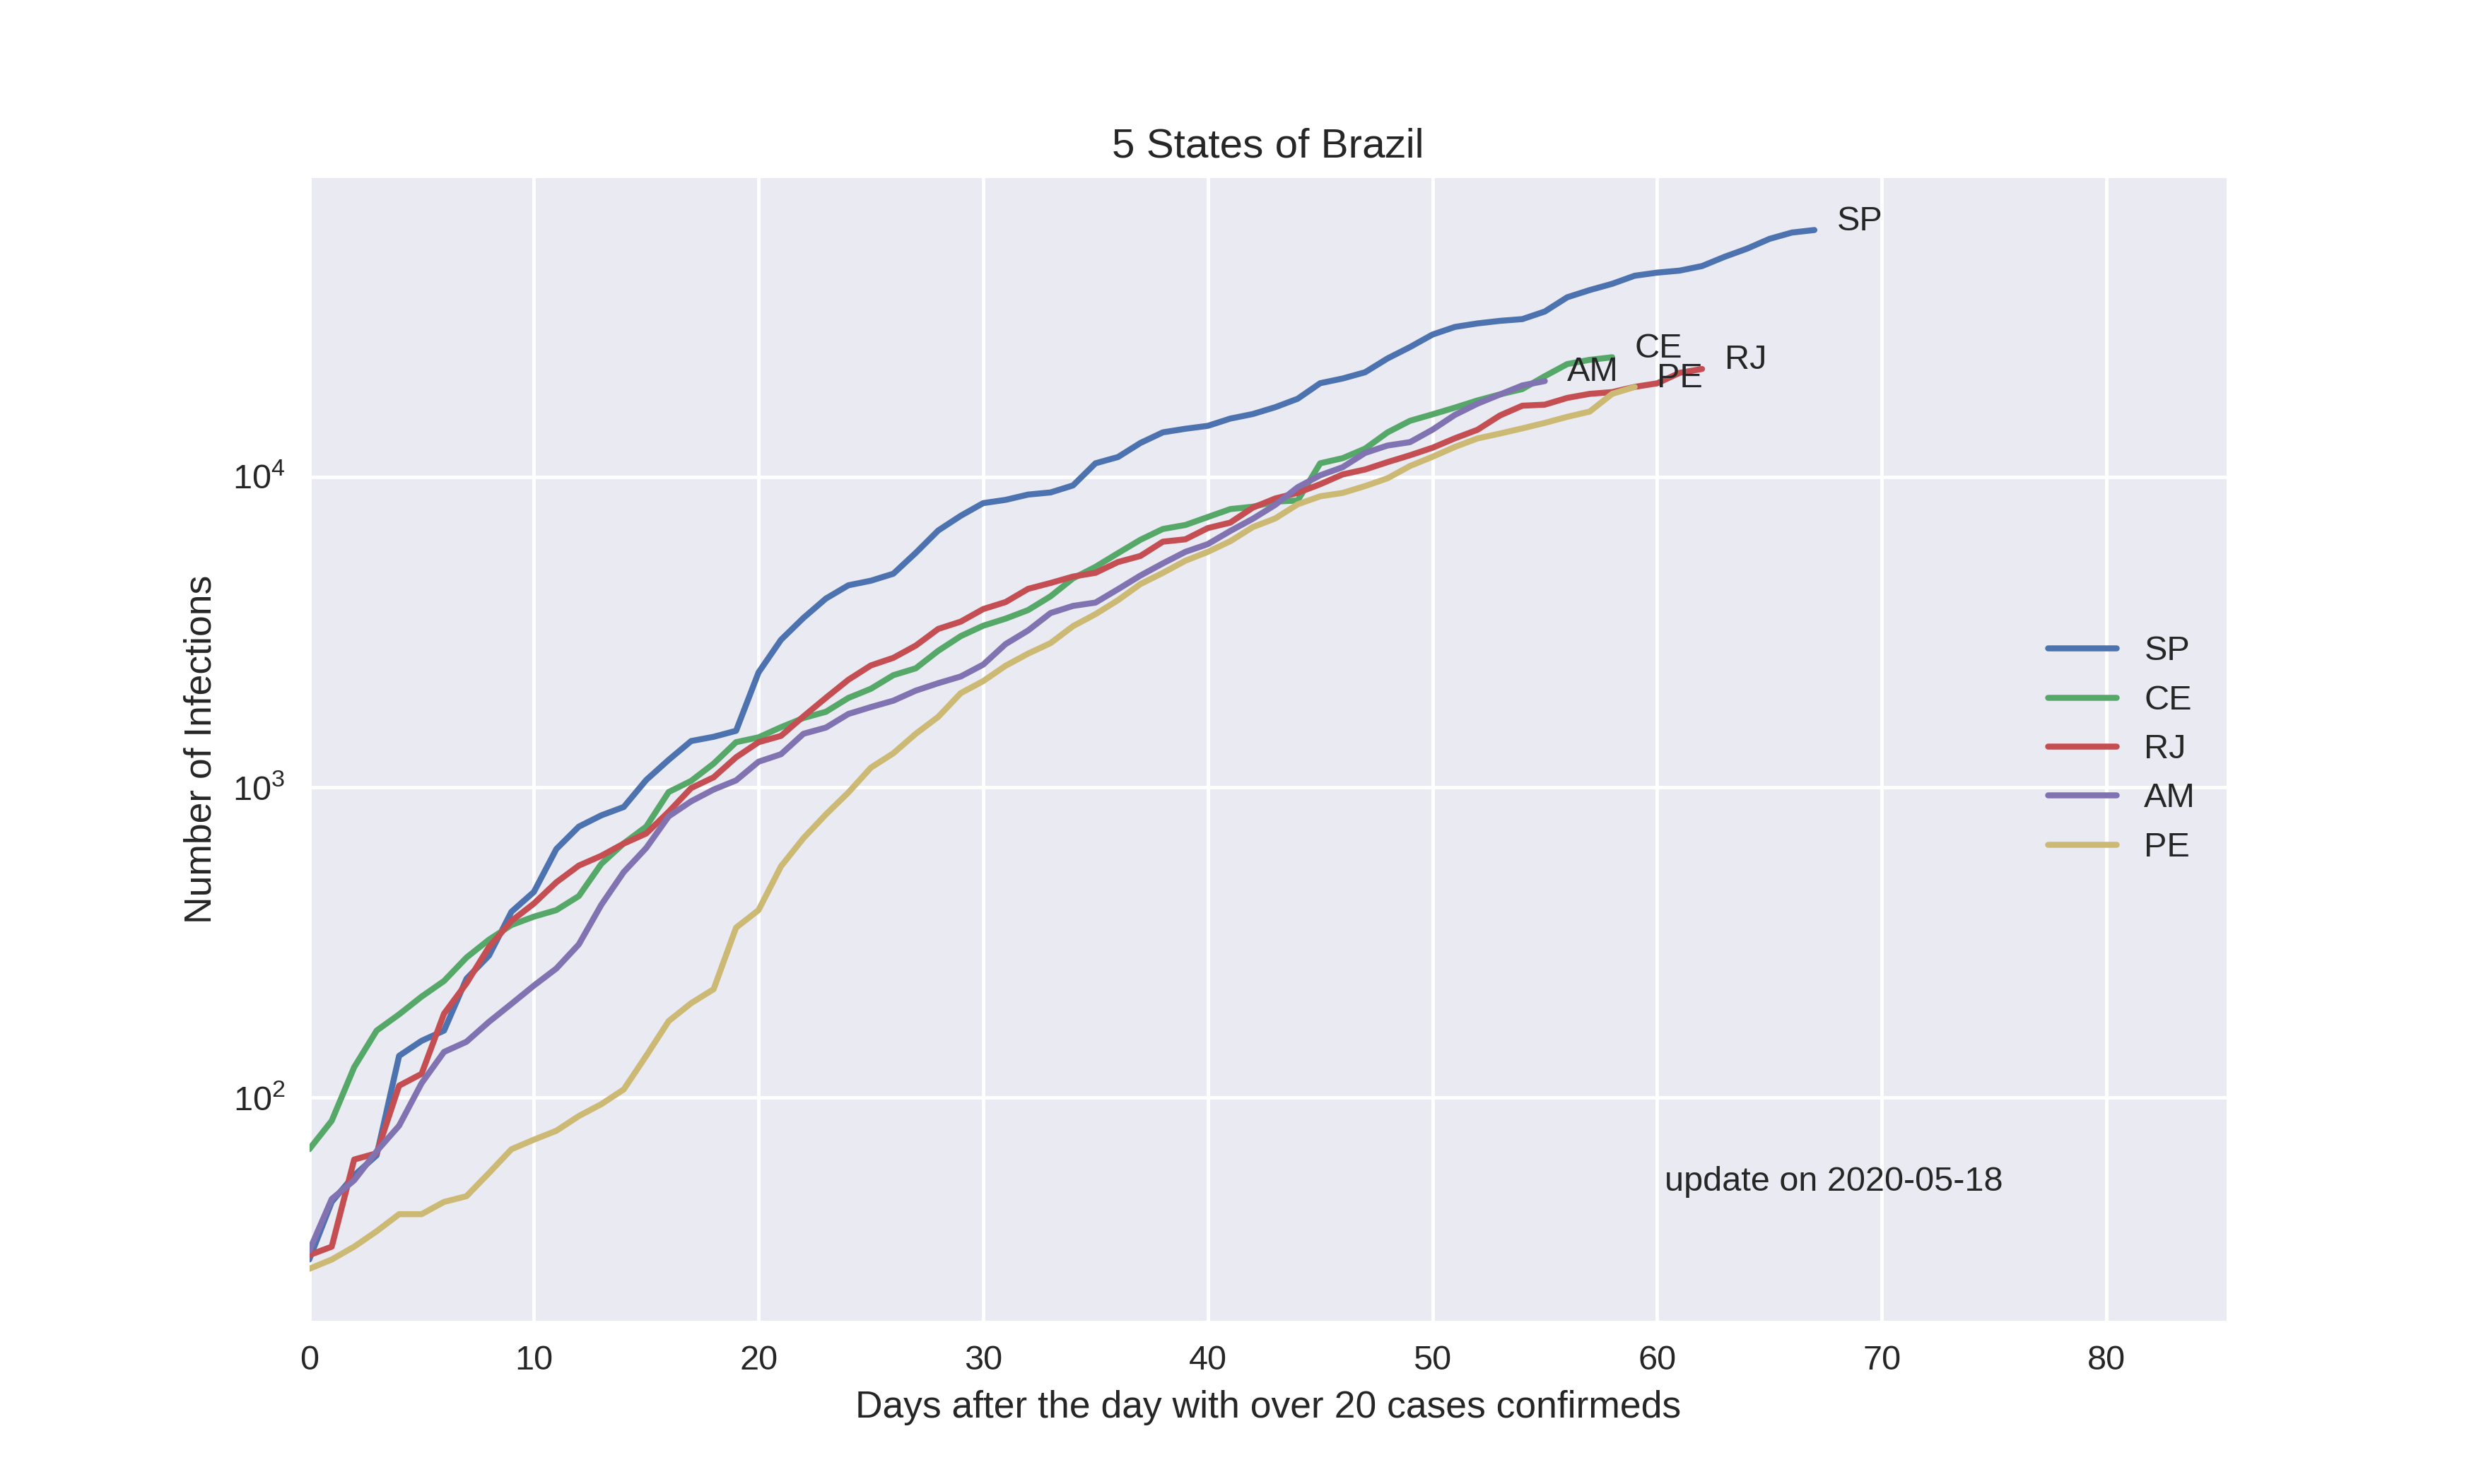 5 States of Brazil
SP
CE
RJ
AM
PE
10⁴
10³
10²
Number of Infections
SP
CE
RJ
AM
PE
update on 2020-05-18
0 10 20 30 40 50 60 70 80
Days after the day with over 20 cases confirmeds